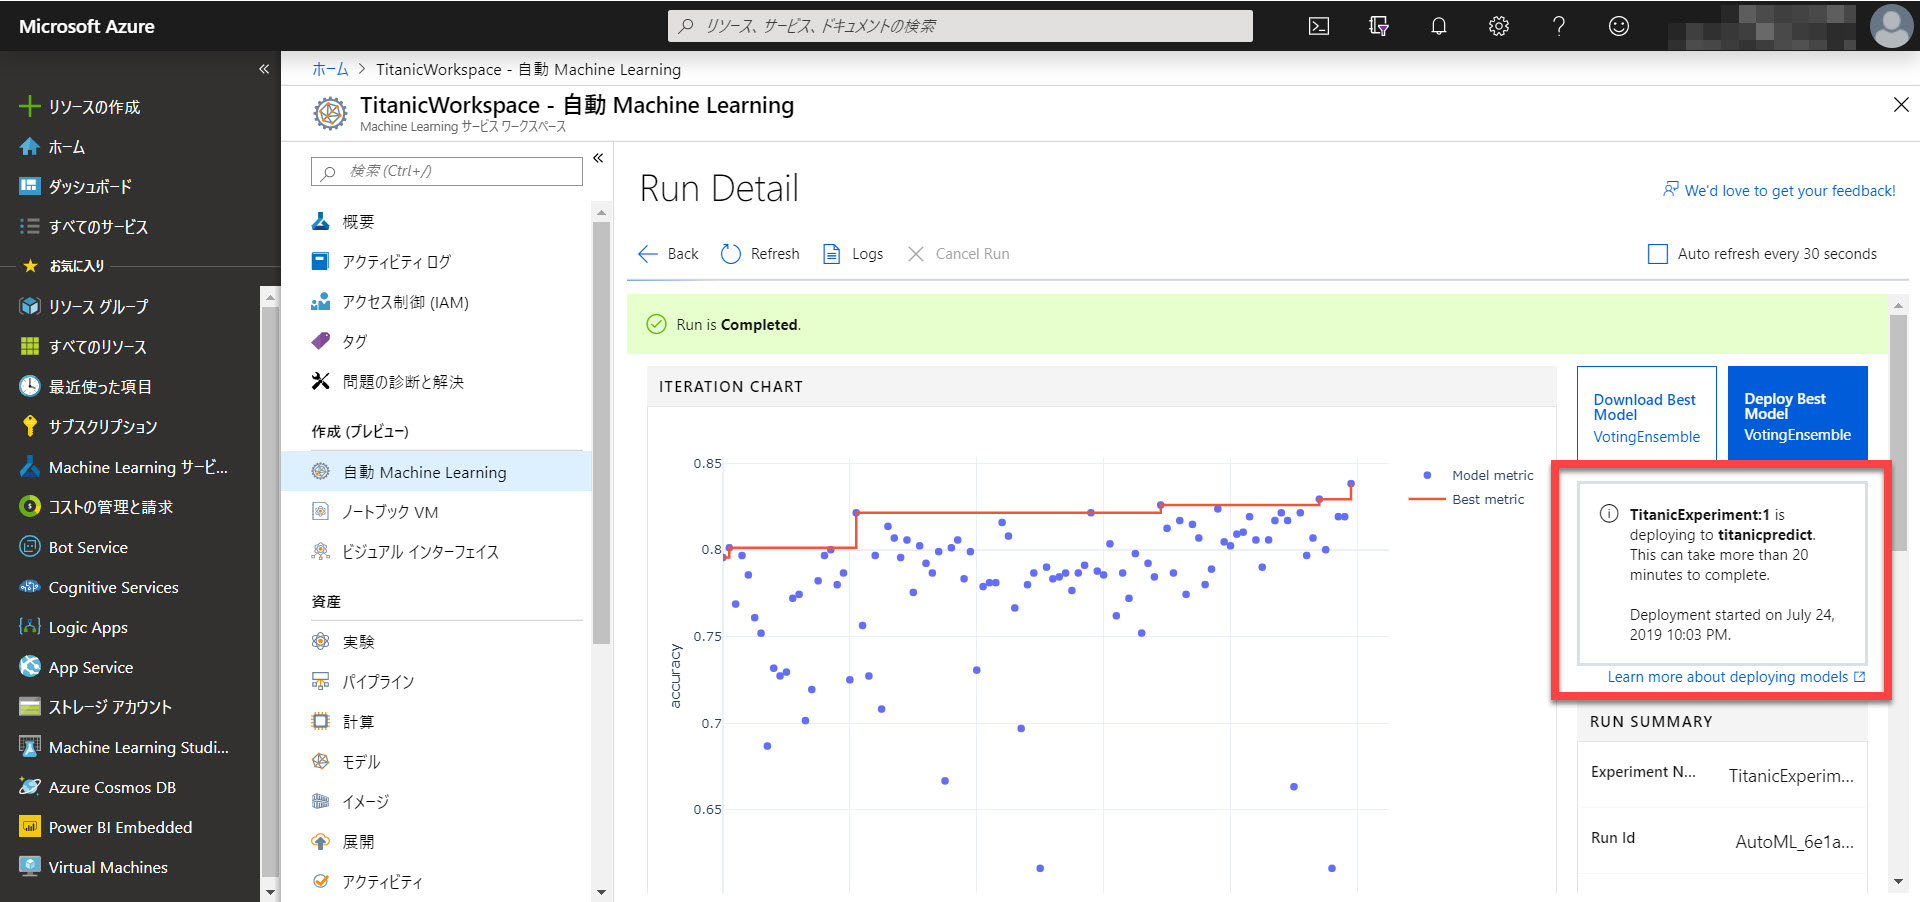 Microsoft Azure
リソース、サービス、ドキュメントの検索
リソースの作成
ホーム
ダッシュボード
すべてのサービス
お気に入り
リソース グループ
すべてのリソース
最近使った項目
サブスクリプション
Machine Learning サービ...
コストの管理と請求
Bot Service
Cognitive Services
Logic Apps
App Service
ストレージ アカウント
Machine Learning Studi...
Azure Cosmos DB
Power BI Embedded
Virtual Machines
ホーム > TitanicWorkspace - 自動 Machine Learning
TitanicWorkspace - 自動 Machine Learning
Machine Learning サービス ワークスペース
検索 (Ctrl+/)
概要
アクティビティ ログ
アクセス制御 (IAM)
タグ
問題の診断と解決
作成 (プレビュー)
自動 Machine Learning
ノートブック VM
ビジュアル インターフェイス
資産
実験
パイプライン
計算
モデル
イメージ
展開
アクティビティ
Run Detail
We'd love to get your feedback!
Back
Refresh
Logs
Cancel Run
Auto refresh every 30 seconds
Run is Completed.
ITERATION CHART
0.85
0.8
0.75
0.7
0.65
accuracy
Model metric
Best metric
Download Best
Model
VotingEnsemble
Deploy Best
Model
VotingEnsemble
TitanicExperiment:1 is
deploying to titanicpredict.
This can take more than 20
minutes to complete.
Deployment started on July 24,
2019 10:03 PM.
Learn more about deploying models
RUN SUMMARY
Experiment N... TitanicExperim...
Run Id AutoML_6e1a...